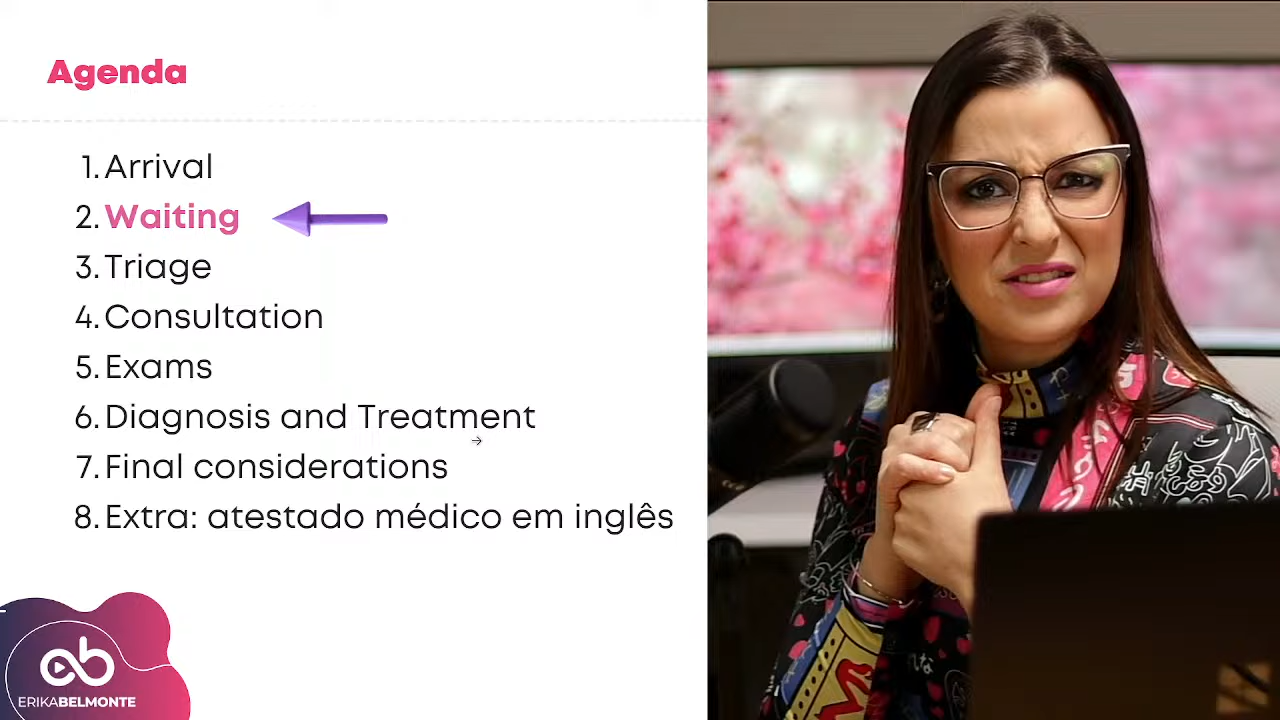 Agenda
1. Arrival
2. Waiting
3. Triage
4. Consultation
5. Exams
6. Diagnosis and Treatment
7. Final considerations
8. Extra: atestado médico em inglês
eb
ERIKABELMONTE